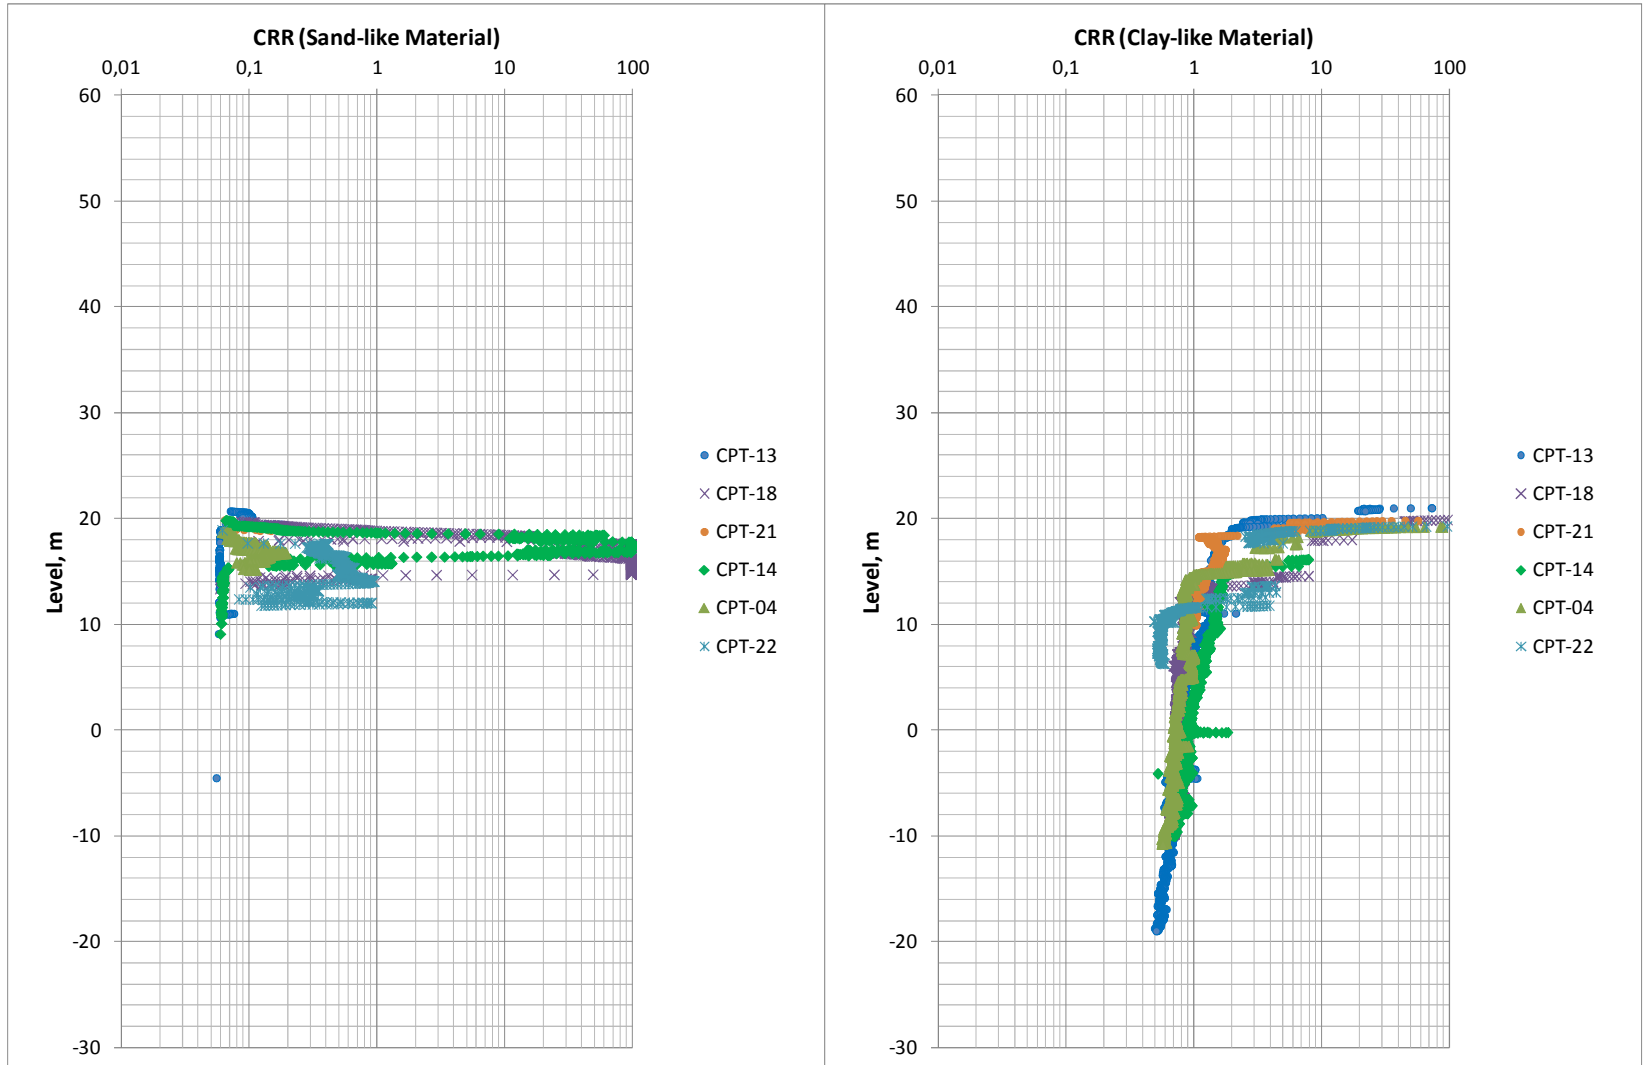 CRR (Sand-like Material)
0,01 0,1 1 10 100
60
50
40
30
20
10
0
-10
-20
-30
Level, m
CPT-13
CPT-18
CPT-21
CPT-14
CPT-04
CPT-22
CRR (Clay-like Material)
0,01 0,1 1 10 100
60
50
40
30
20
10
0
-10
-20
-30
Level, m
CPT-13
CPT-18
CPT-21
CPT-14
CPT-04
CPT-22